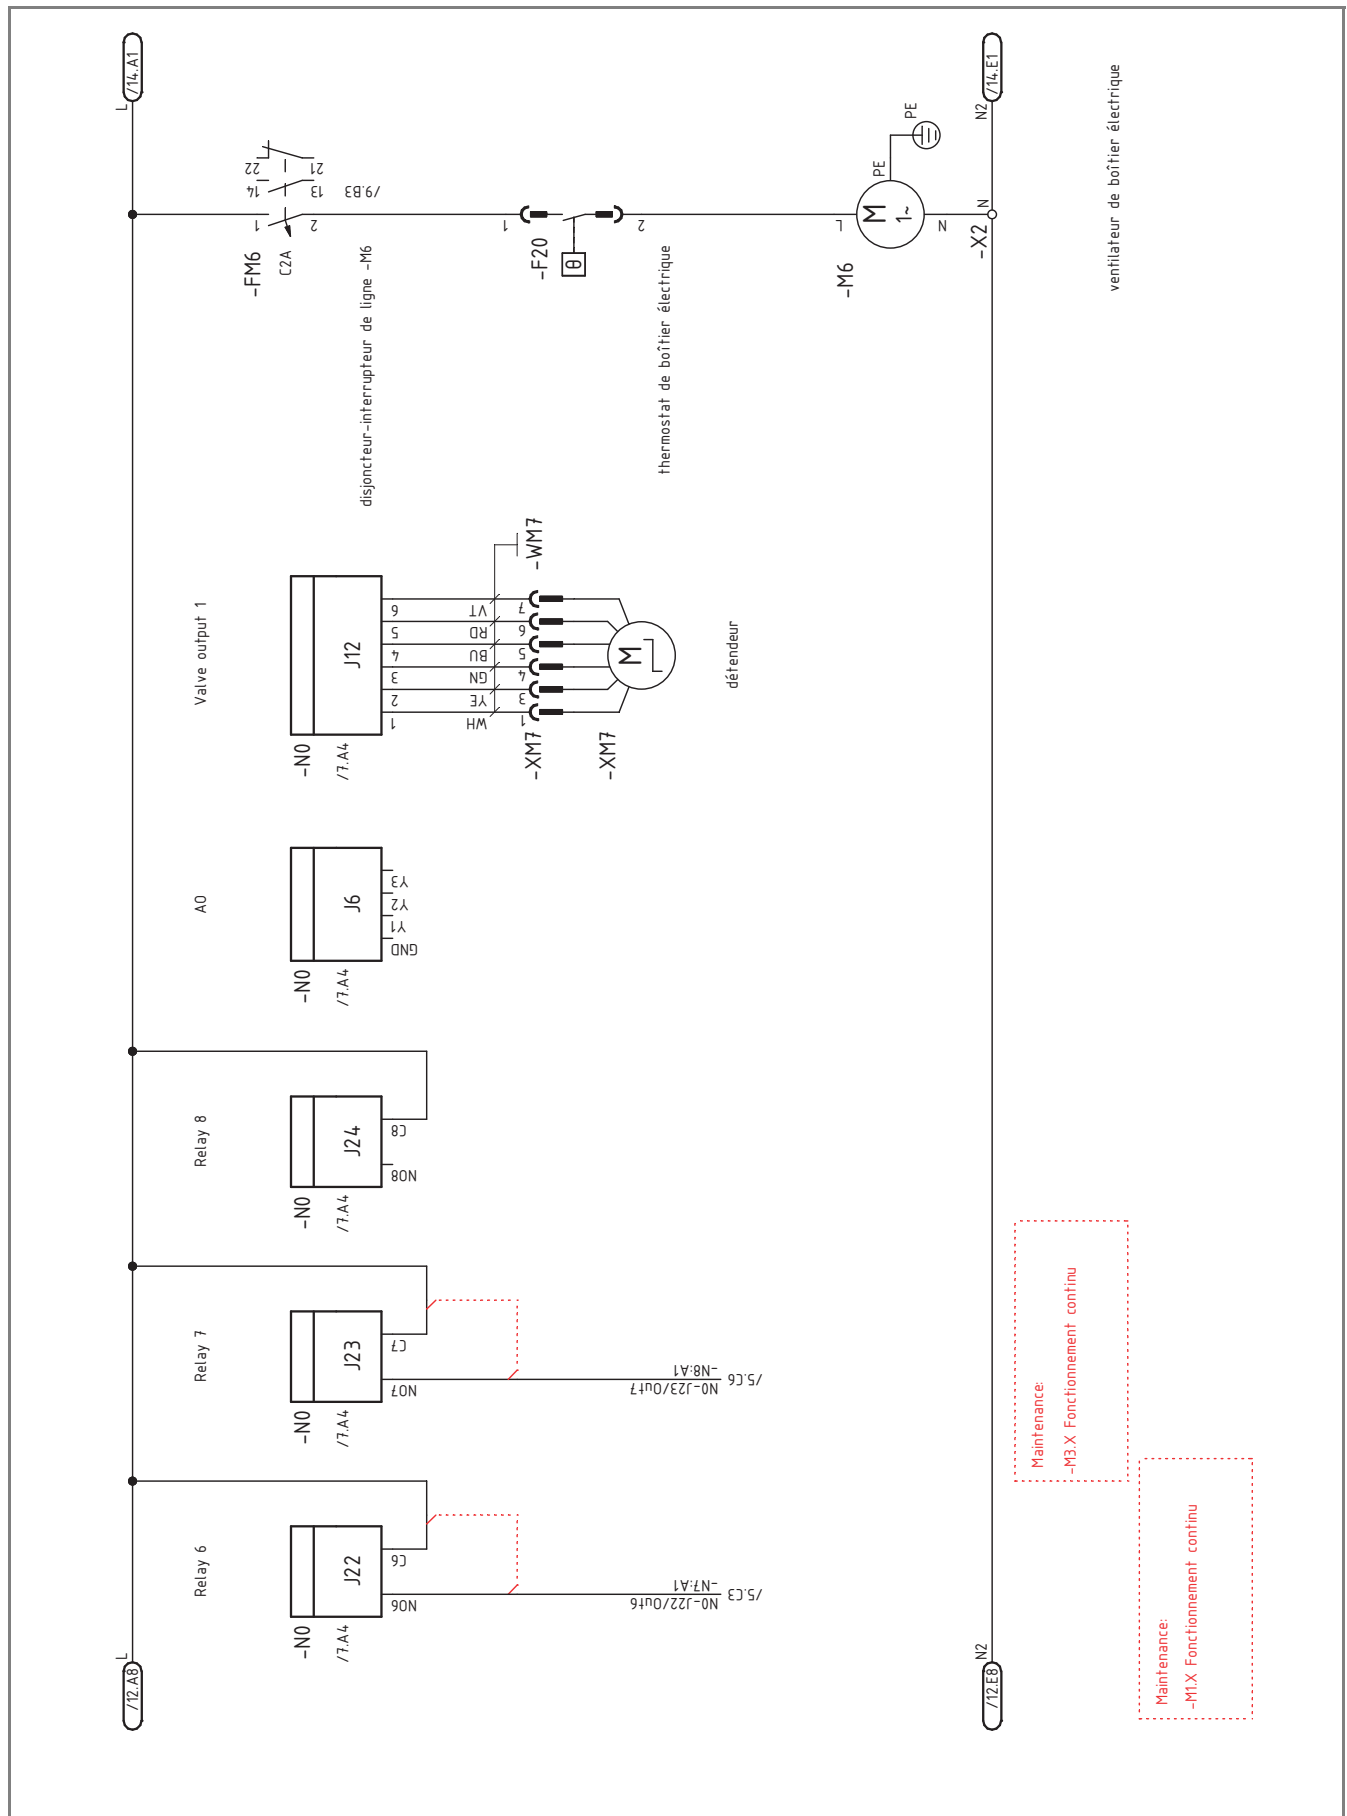 /12.A8
L
Relay 6
-N0
/7.A4
J22
NO6
C6
N0-J22/Out6
-N7:A1
/5.C3
Relay 7
-N0
/7.A4
J23
NO7
C7
N0-J23/Out7
-N8:A1
/5.C6
Relay 8
-N0
/7.A4
J24
NO8
C8
AO
-N0
/7.A4
J6
GND
Y1
Y2
Y3
Valve output 1
-N0
/7.A4
J12
1
2
3
4
5
6
WH
YE
GN
BU
RD
VT
-WM7
-XM7
1
3
4
5
6
7
-XM7
M
détendeur
L
/14.A1
-FM6
C2A
1
2
14
13
22
21
/9.B3
disjoncteur-interrupteur de ligne -M6
-F20
1
2
θ
thermostat de boîtier électrique
-M6
L
M
1~
N
PE
PE
-X2
N
N2
/14.E1
ventilateur de boîtier électrique
/12.E8
N2
Maintenance:
-M3.X Fonctionnement continu
Maintenance:
-M1.X Fonctionnement continu